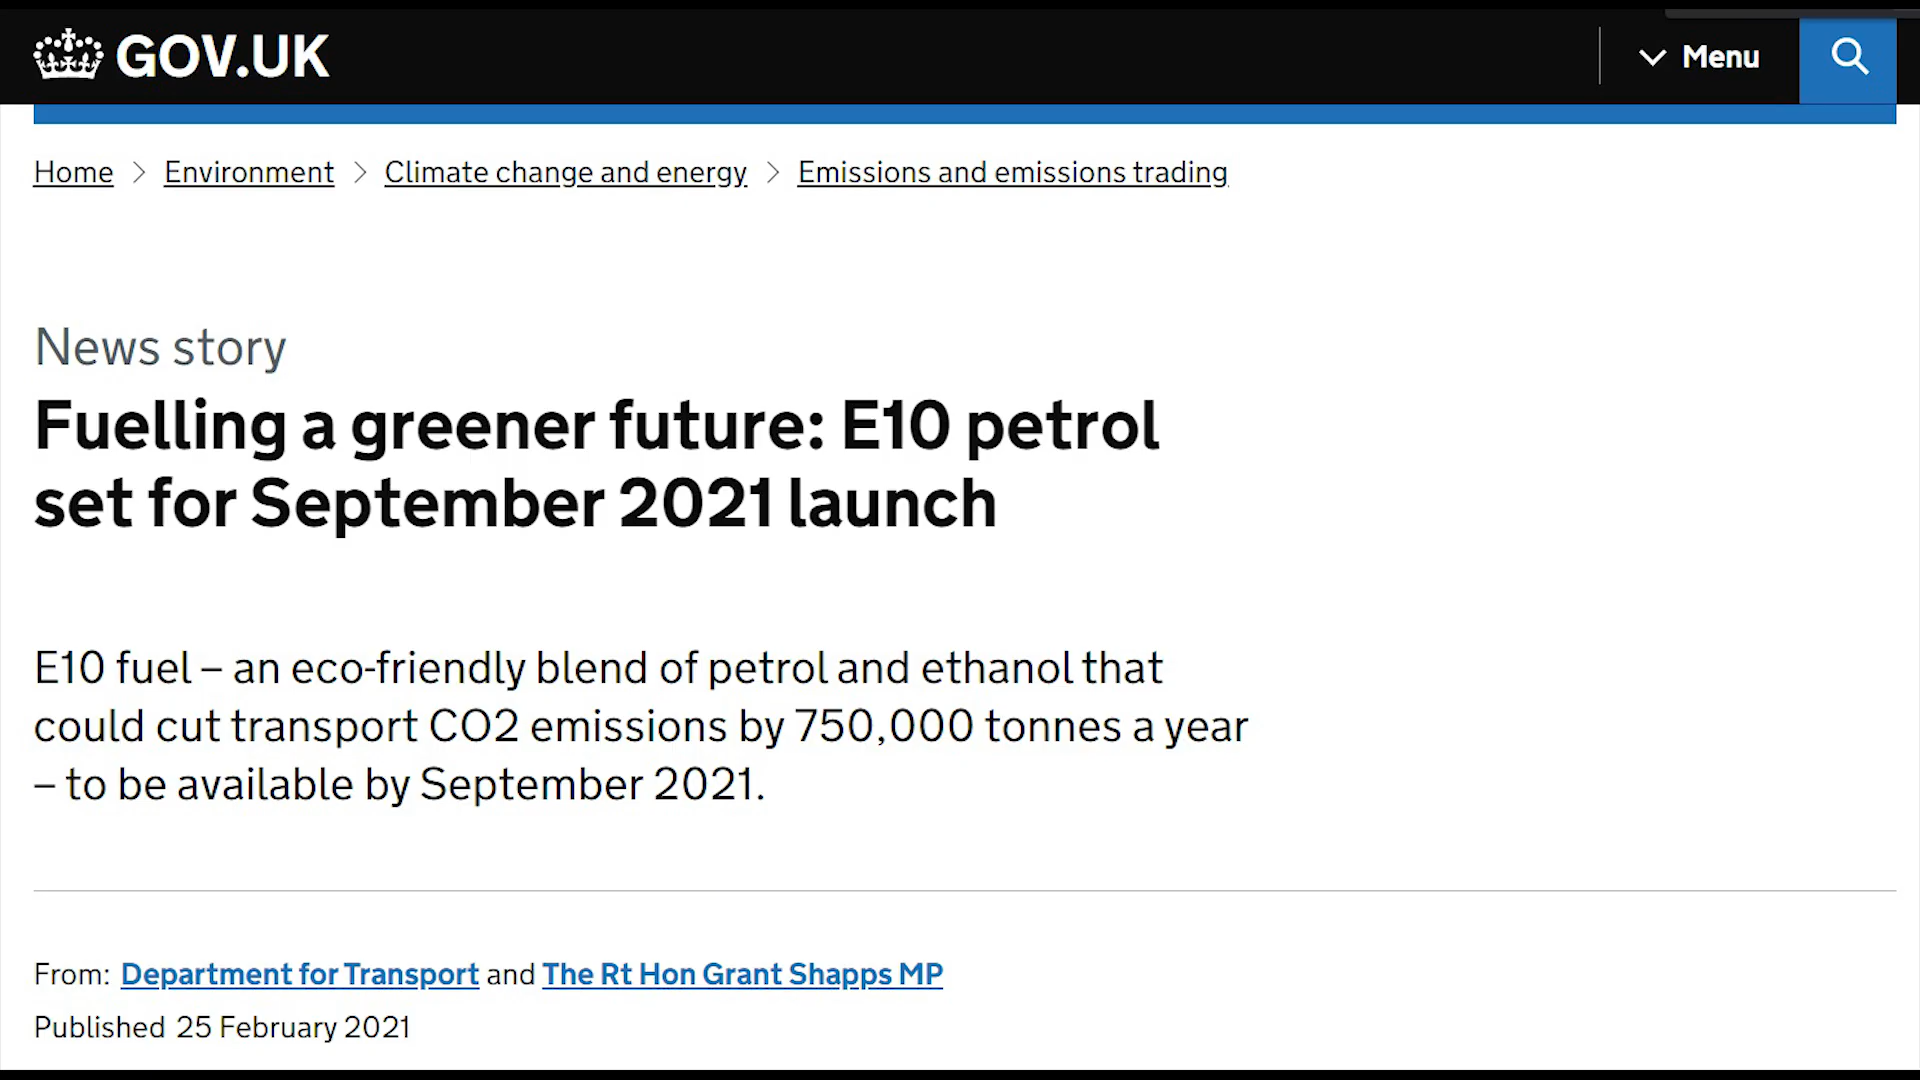 GOV.UK
Menu
Home > Environment > Climate change and energy > Emissions and emissions trading
News story
Fuelling a greener future: E10 petrol
set for September 2021 launch
E10 fuel – an eco-friendly blend of petrol and ethanol that
could cut transport CO2 emissions by 750,000 tonnes a year
– to be available by September 2021.
From: Department for Transport and The Rt Hon Grant Shapps MP
Published 25 February 2021